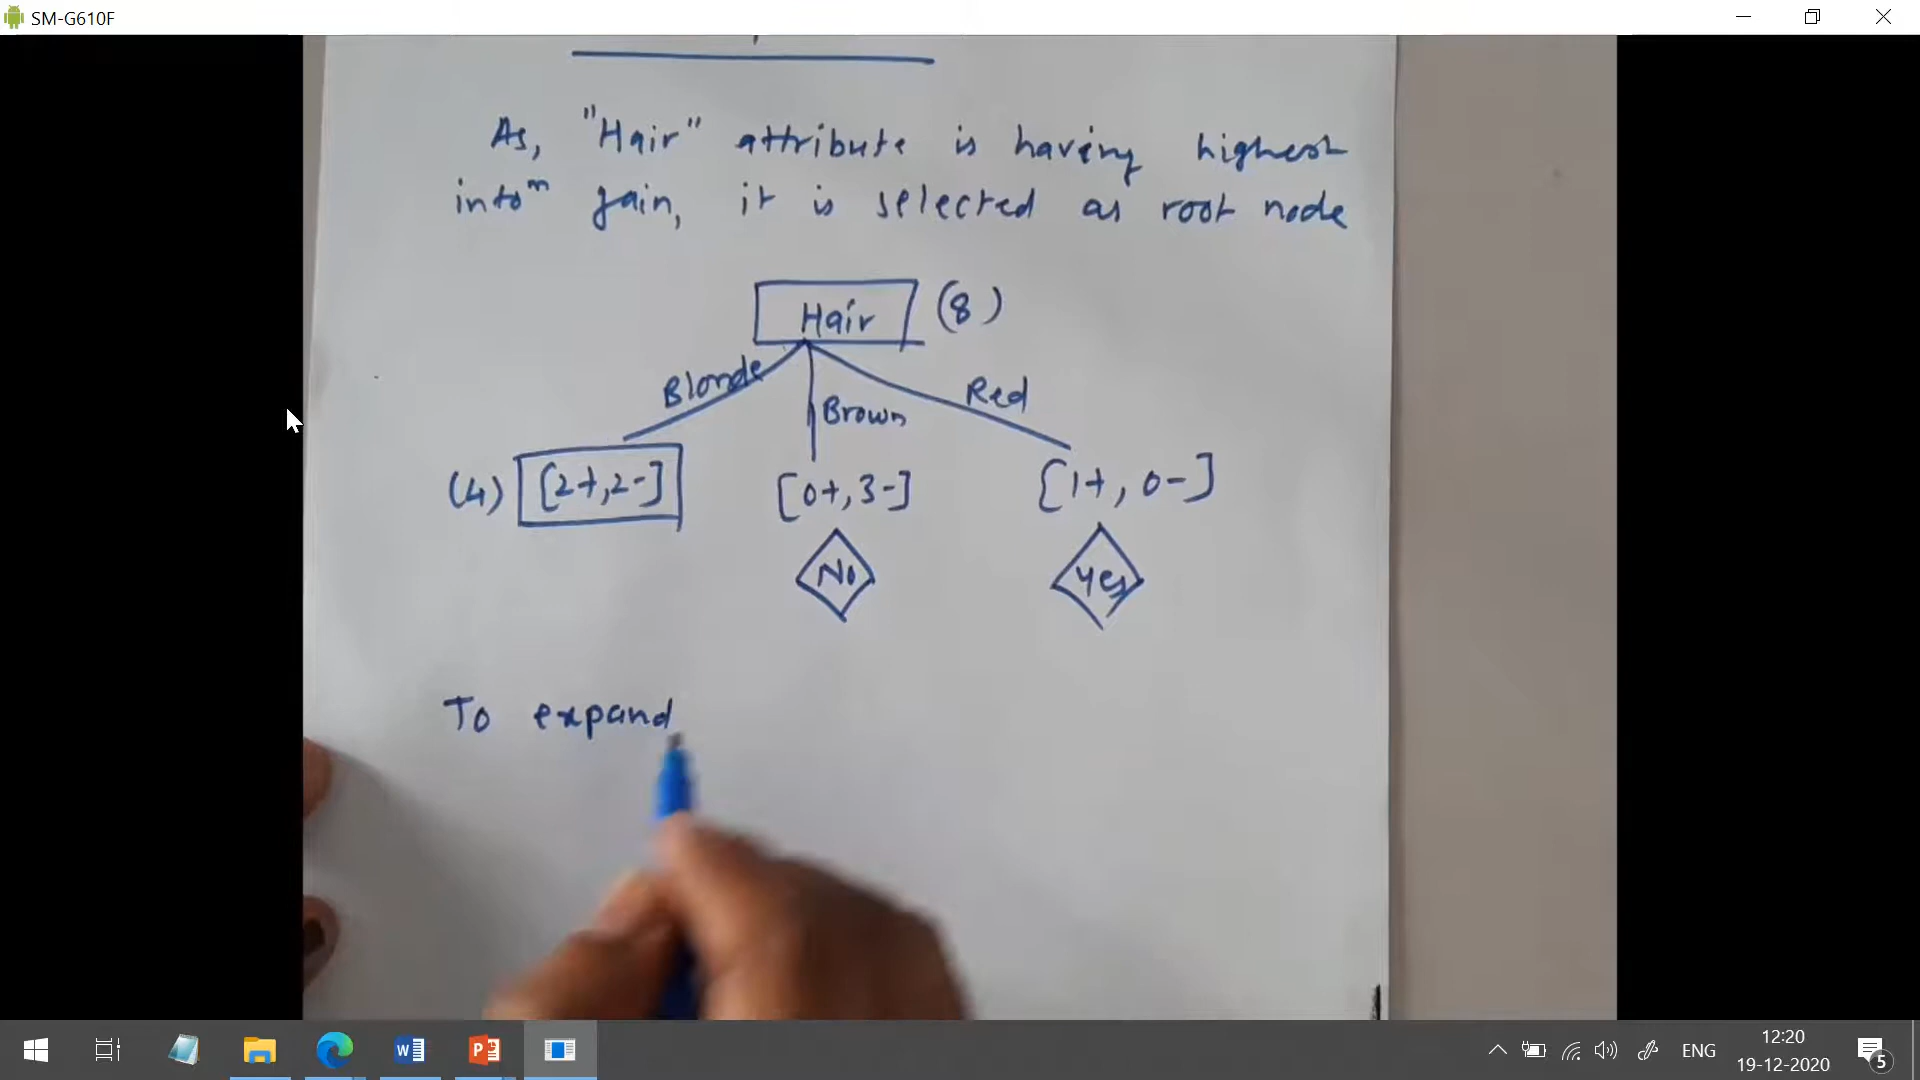 SM-G610F
As, "Hair" attribute is having highest
intoᵐ gain, it is selected as root node
Hair (8)
Blonde
Brown
Red
(4) [2+,2-]
[0+,3-]
[1+,0-]
No
Yes
To expand
ENG
12:20
19-12-2020
5